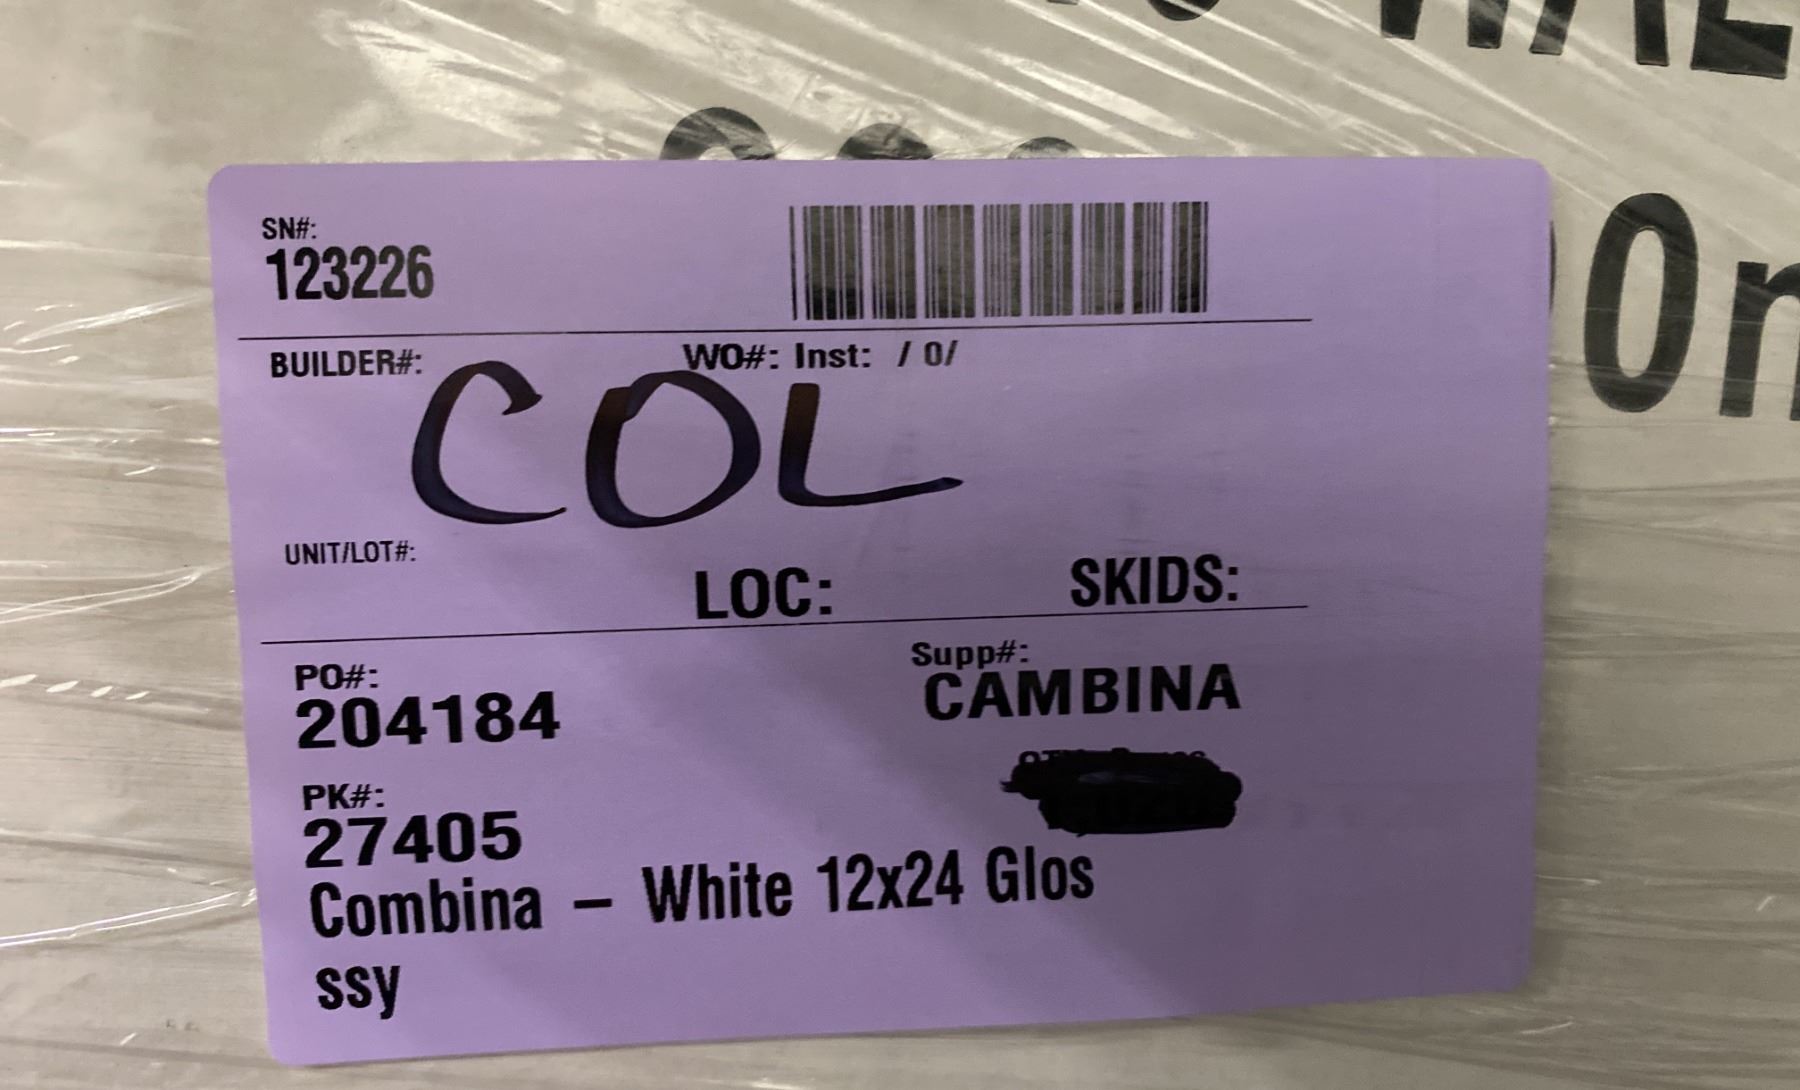 SN#:
123226
BUILDER#:
WO#: Inst: / 0/
COL
UNIT/LOT#:
LOC:
SKIDS:
PO#:
204184
Supp#:
CAMBINA
PK#:
27405
Combina – White 12x24 Glos
ssy